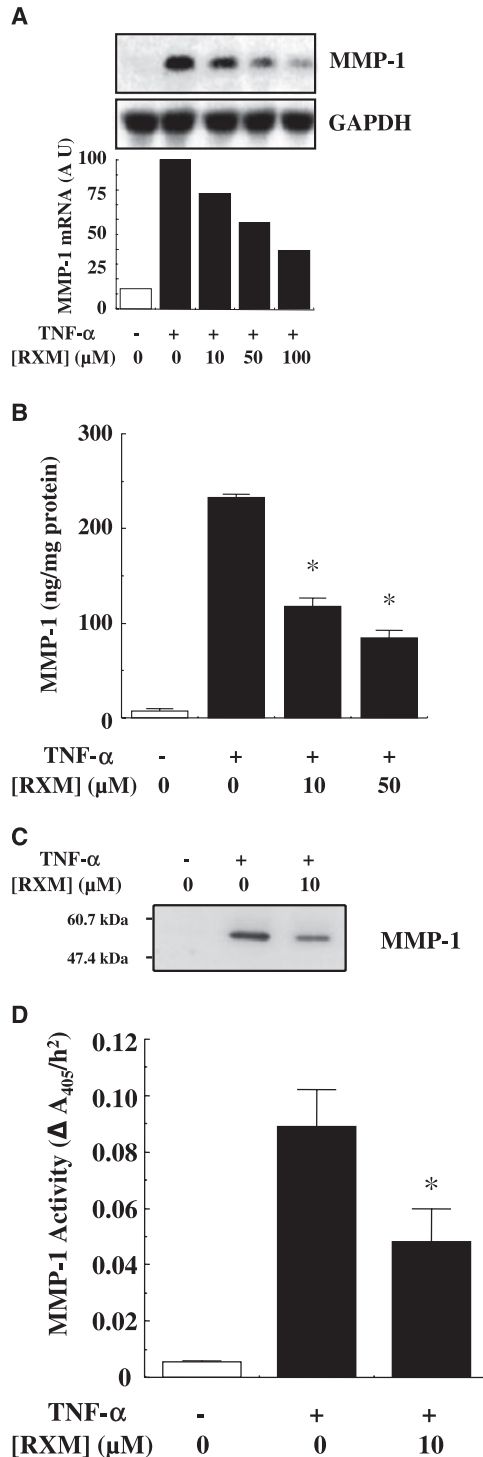 A
MMP-1
GAPDH
MMP-1 mRNA (A U)
100
75
50
25
0
TNF-α - + + + +
[RXM] (μM) 0 0 10 50 100
B
MMP-1 (ng/mg protein)
300
200
100
0
* *
TNF-α - + + +
[RXM] (μM) 0 0 10 50
C
TNF-α - + +
[RXM] (μM) 0 0 10
60.7 kDa
47.4 kDa
MMP-1
D
MMP-1 Activity (Δ A405/h²)
0.12
0.10
0.08
0.06
0.04
0.02
0
*
TNF-α - + +
[RXM] (μM) 0 0 10